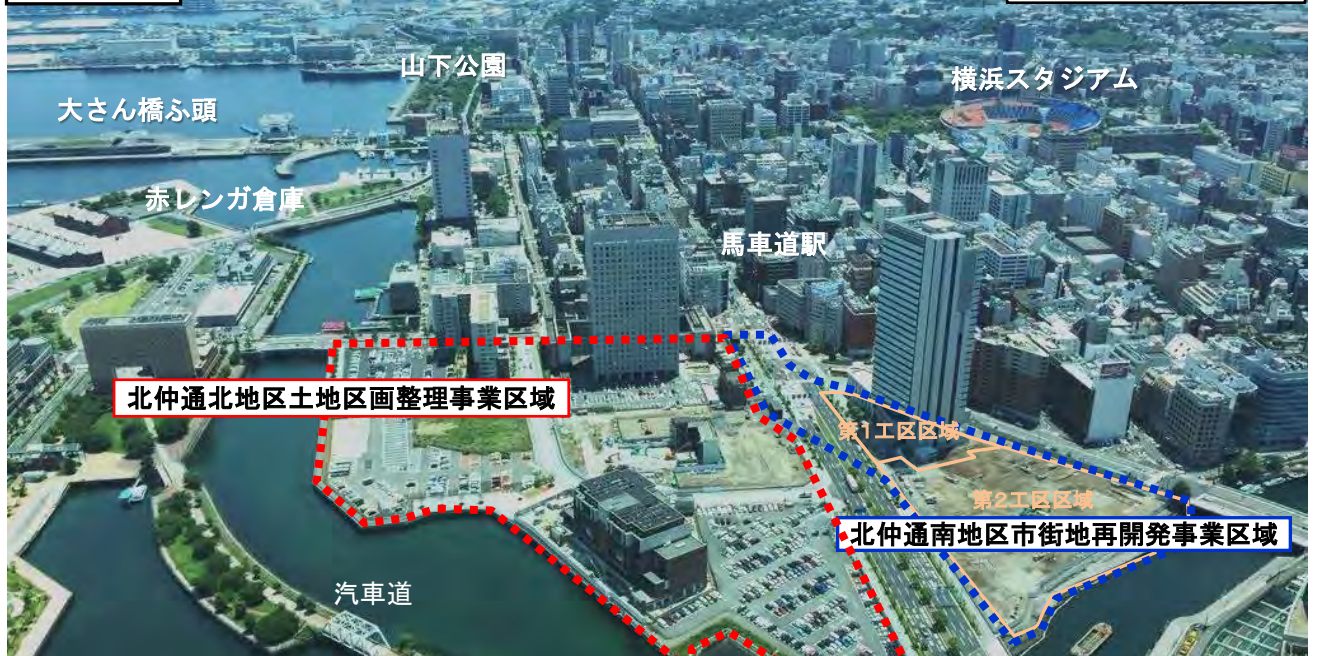 山下公園
横浜スタジアム
大さん橋ふ頭
赤レンガ倉庫
馬車道駅
北仲通北地区土地区画整理事業区域
第1工区区域
第2工区区域
北仲通南地区市街地再開発事業区域
汽車道